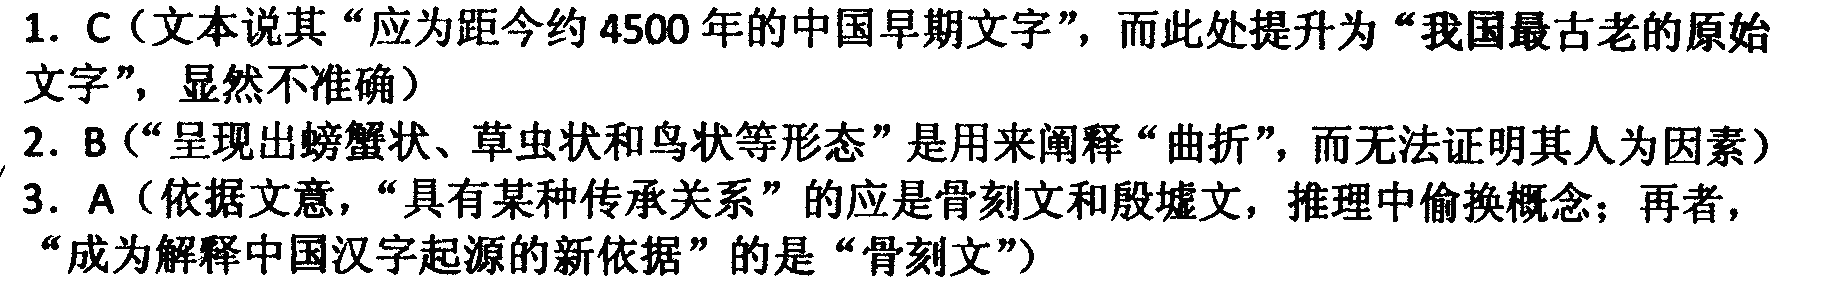 1. C（文本说其“应为距今约 4500 年的中国早期文字”，而此处提升为“我国最古老的原始
文字”，显然不准确）
2. B（“呈现出螃蟹状、草虫状和鸟状等形态”是用来阐释“曲折”，而无法证明其人为因素）
3. A（依据文意，“具有某种传承关系”的应是骨刻文和殷墟文，推理中偷换概念；再者，
“成为解释中国汉字起源的新依据”的是“骨刻文”）